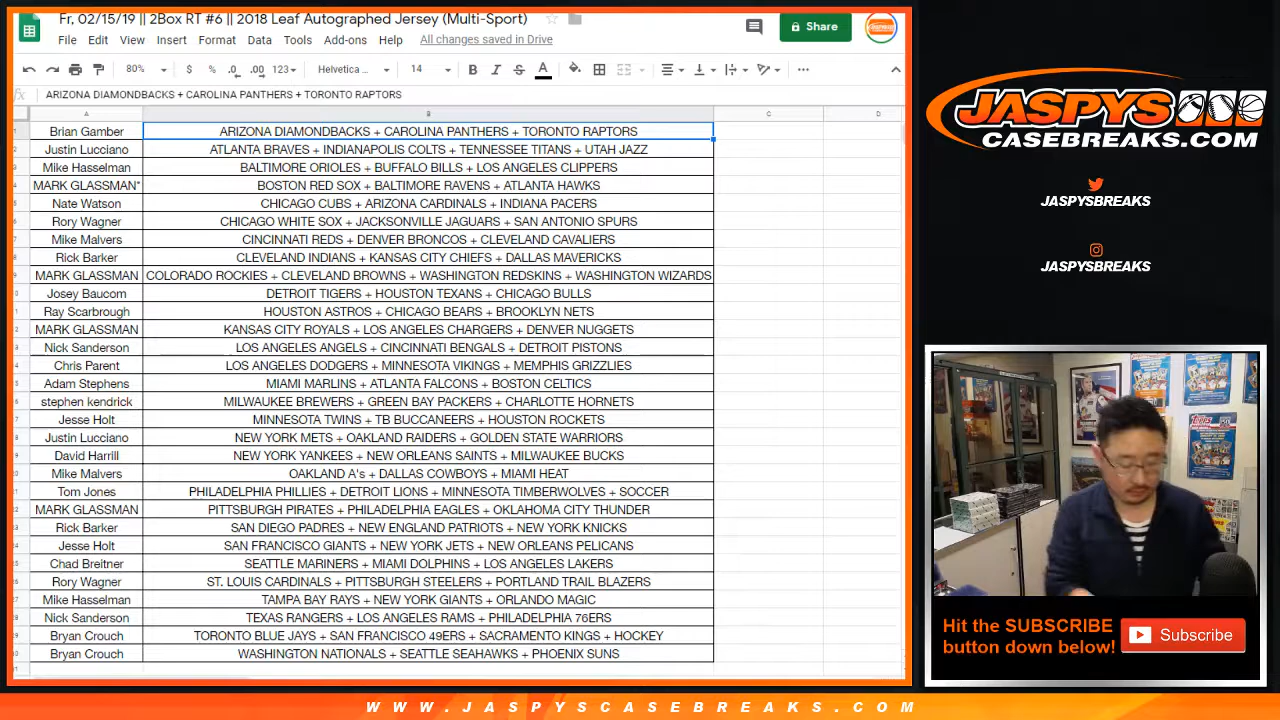 Fr, 02/15/19 || 2Box RT #6 || 2018 Leaf Autographed Jersey (Multi-Sport)
File Edit View Insert Format Data Tools Add-ons Help All changes saved in Drive
Share
80% $ % .0 .00 123 Helvetica ... 14 B I S A
fx ARIZONA DIAMONDBACKS + CAROLINA PANTHERS + TORONTO RAPTORS
A B C D
Brian Gamber ARIZONA DIAMONDBACKS + CAROLINA PANTHERS + TORONTO RAPTORS
Justin Lucciano ATLANTA BRAVES + INDIANAPOLIS COLTS + TENNESSEE TITANS + UTAH JAZZ
Mike Hasselman BALTIMORE ORIOLES + BUFFALO BILLS + LOS ANGELES CLIPPERS
MARK GLASSMAN* BOSTON RED SOX + BALTIMORE RAVENS + ATLANTA HAWKS
Nate Watson CHICAGO CUBS + ARIZONA CARDINALS + INDIANA PACERS
Rory Wagner CHICAGO WHITE SOX + JACKSONVILLE JAGUARS + SAN ANTONIO SPURS
Mike Malvers CINCINNATI REDS + DENVER BRONCOS + CLEVELAND CAVALIERS
Rick Barker CLEVELAND INDIANS + KANSAS CITY CHIEFS + DALLAS MAVERICKS
MARK GLASSMAN COLORADO ROCKIES + CLEVELAND BROWNS + WASHINGTON REDSKINS + WASHINGTON WIZARDS
Josey Baucom DETROIT TIGERS + HOUSTON TEXANS + CHICAGO BULLS
Ray Scarbrough HOUSTON ASTROS + CHICAGO BEARS + BROOKLYN NETS
MARK GLASSMAN KANSAS CITY ROYALS + LOS ANGELES CHARGERS + DENVER NUGGETS
Nick Sanderson LOS ANGELES ANGELS + CINCINNATI BENGALS + DETROIT PISTONS
Chris Parent LOS ANGELES DODGERS + MINNESOTA VIKINGS + MEMPHIS GRIZZLIES
Adam Stephens MIAMI MARLINS + ATLANTA FALCONS + BOSTON CELTICS
stephen kendrick MILWAUKEE BREWERS + GREEN BAY PACKERS + CHARLOTTE HORNETS
Jesse Holt MINNESOTA TWINS + TB BUCCANEERS + HOUSTON ROCKETS
Justin Lucciano NEW YORK METS + OAKLAND RAIDERS + GOLDEN STATE WARRIORS
David Harrill NEW YORK YANKEES + NEW ORLEANS SAINTS + MILWAUKEE BUCKS
Mike Malvers OAKLAND A's + DALLAS COWBOYS + MIAMI HEAT
Tom Jones PHILADELPHIA PHILLIES + DETROIT LIONS + MINNESOTA TIMBERWOLVES + SOCCER
MARK GLASSMAN PITTSBURGH PIRATES + PHILADELPHIA EAGLES + OKLAHOMA CITY THUNDER
Rick Barker SAN DIEGO PADRES + NEW ENGLAND PATRIOTS + NEW YORK KNICKS
Jesse Holt SAN FRANCISCO GIANTS + NEW YORK JETS + NEW ORLEANS PELICANS
Chad Breitner SEATTLE MARINERS + MIAMI DOLPHINS + LOS ANGELES LAKERS
Rory Wagner ST. LOUIS CARDINALS + PITTSBURGH STEELERS + PORTLAND TRAIL BLAZERS
Mike Hasselman TAMPA BAY RAYS + NEW YORK GIANTS + ORLANDO MAGIC
Nick Sanderson TEXAS RANGERS + LOS ANGELES RAMS + PHILADELPHIA 76ERS
Bryan Crouch TORONTO BLUE JAYS + SAN FRANCISCO 49ERS + SACRAMENTO KINGS + HOCKEY
Bryan Crouch WASHINGTON NATIONALS + SEATTLE SEAHAWKS + PHOENIX SUNS
JASPYS
CASEBREAKS.COM
JASPYSBREAKS
JASPYSBREAKS
Hit the SUBSCRIBE
button down below!
Subscribe
WWW.JASPYSCASEBREAKS.COM